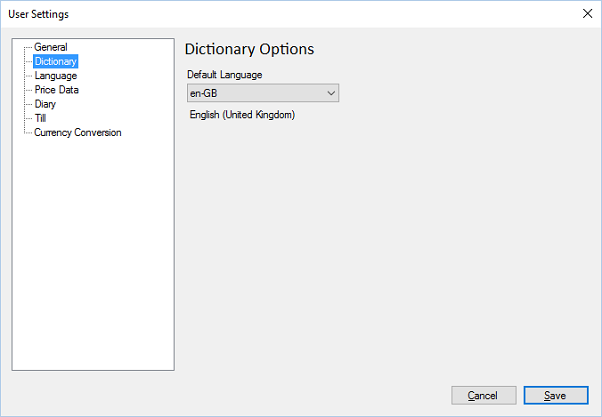 User Settings
General
Dictionary
Language
Price Data
Diary
Till
Currency Conversion
Dictionary Options
Default Language
en-GB
English (United Kingdom)
Cancel
Save